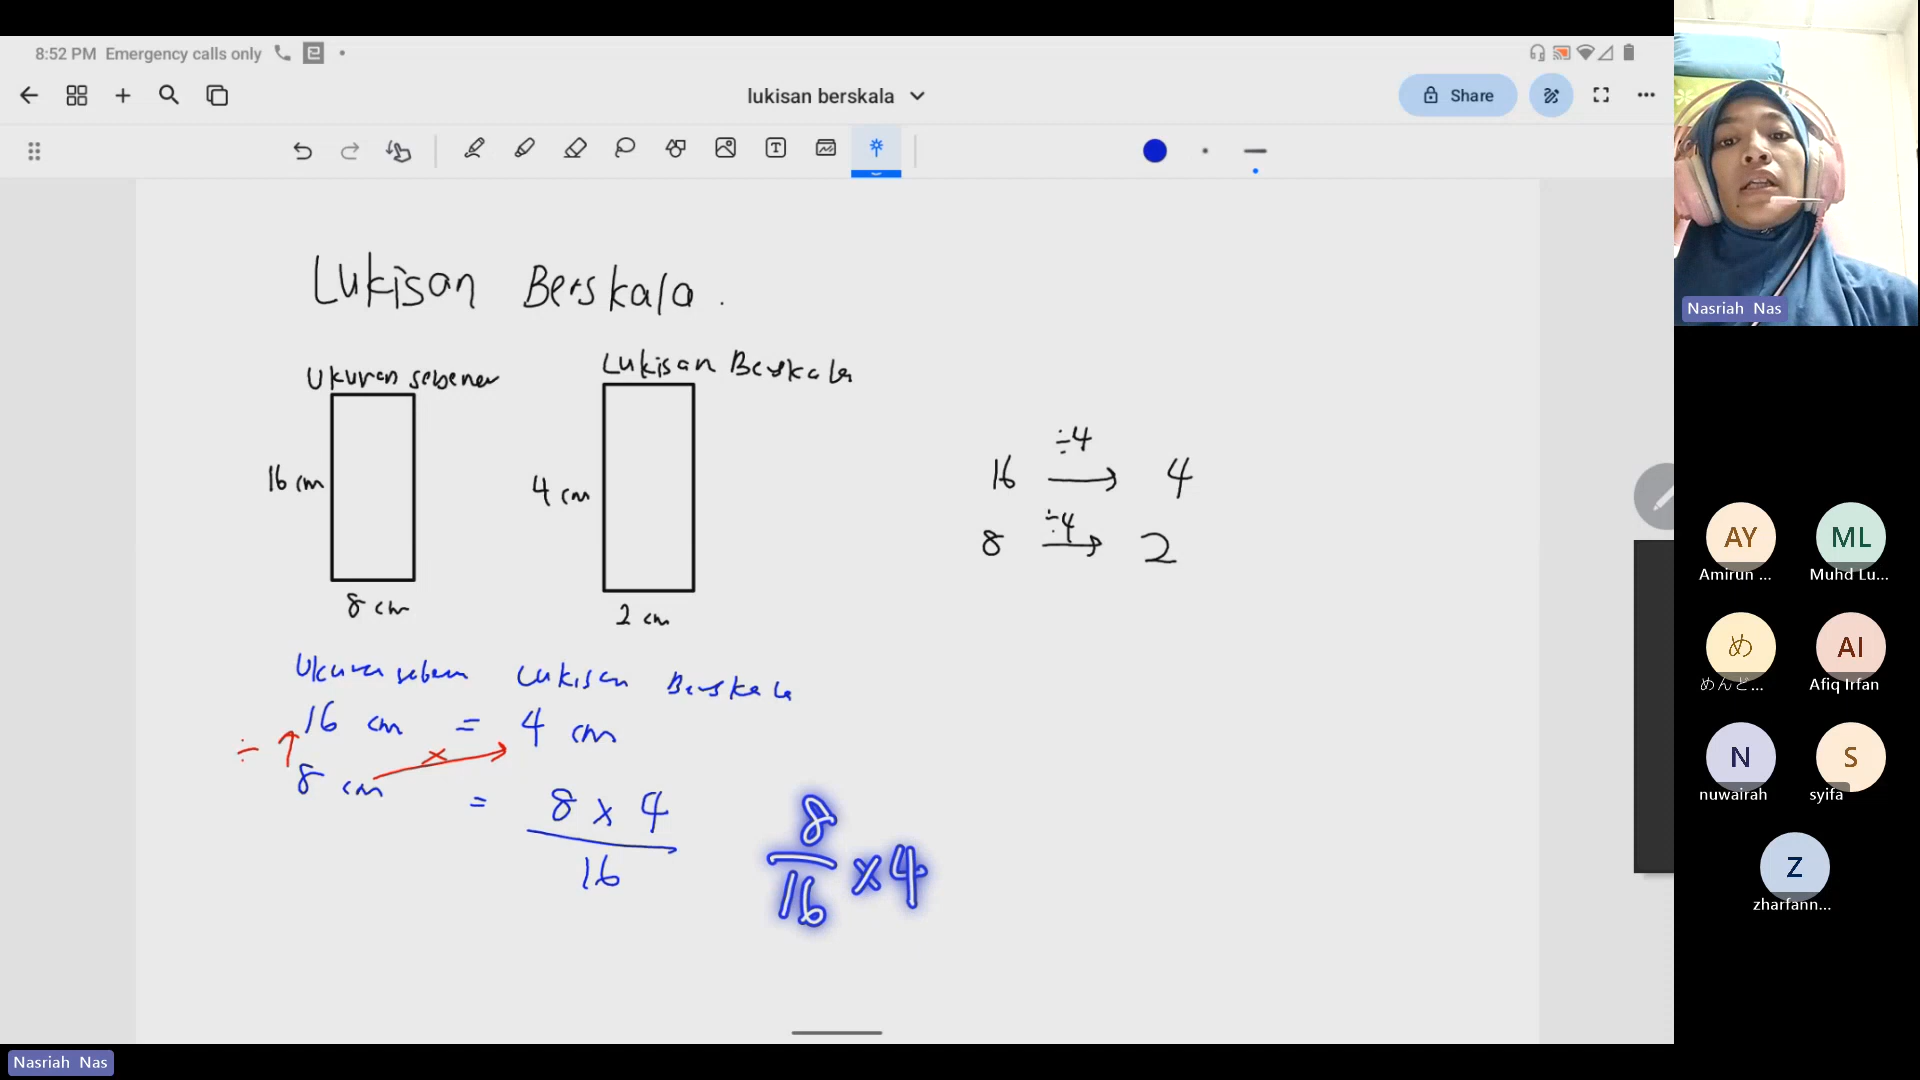 8:52 PM Emergency calls only
lukisan berskala
Share
Lukisan Berskala.
Ukuran sebenar
Lukisan Berskala
16 cm
8 cm
4 cm
2 cm
÷4
16 → 4
÷4
8 → 2
Ukuran sebenar Lukisan Berskala
16 cm = 4 cm
÷ ↑ ×
8 cm = 8 × 4
16
8
16 × 4
Nasriah Nas
AY
Amirun ...
ML
Muhd Lu...
め
めんど...
AI
Afiq Irfan
N
nuwairah
S
syifa
Z
zharfann...
Nasriah Nas